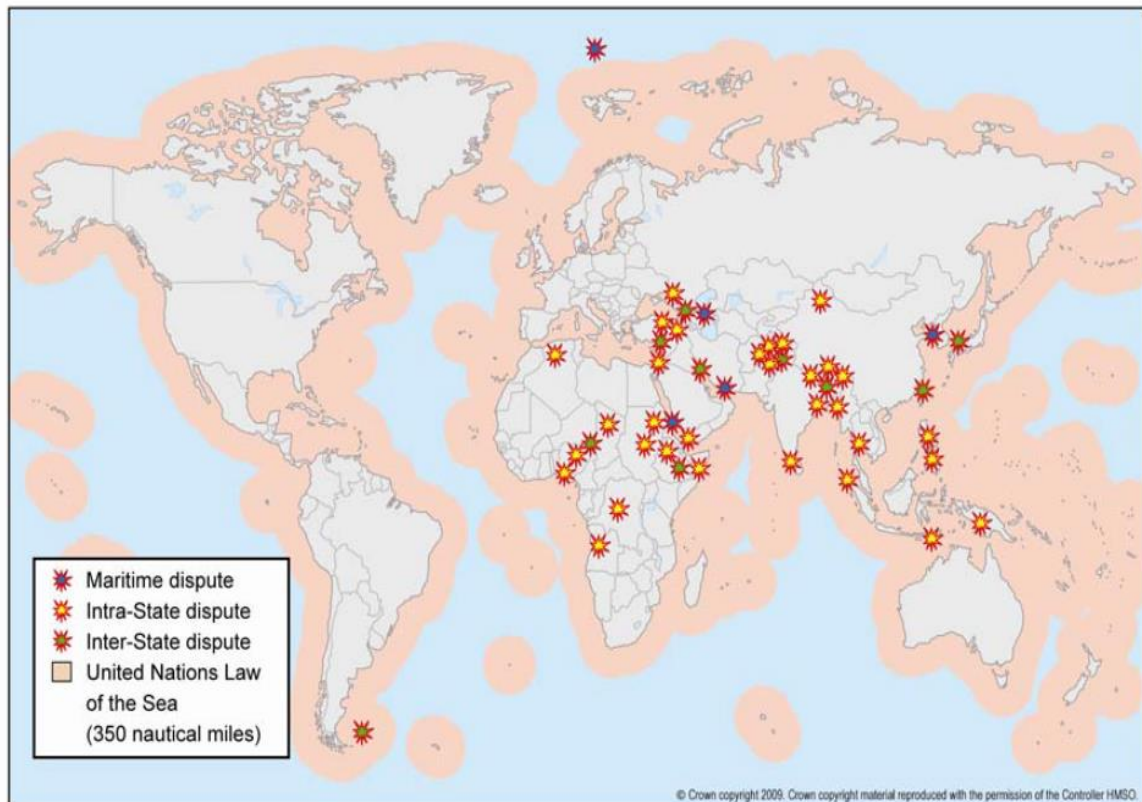 Maritime dispute
Intra-State dispute
Inter-State dispute
United Nations Law
of the Sea
(350 nautical miles)
© Crown copyright 2009. Crown copyright material reproduced with the permission of the Controller HMSO.